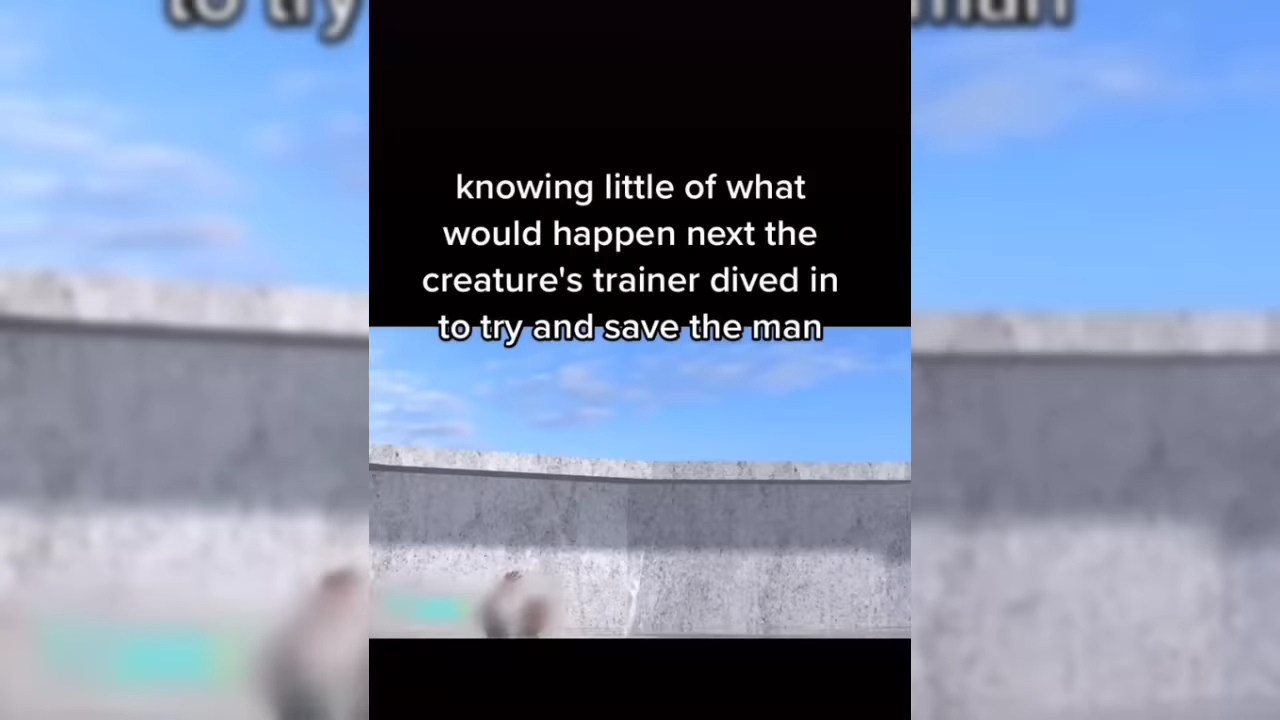 knowing little of what
would happen next the
creature's trainer dived in
to try and save the man